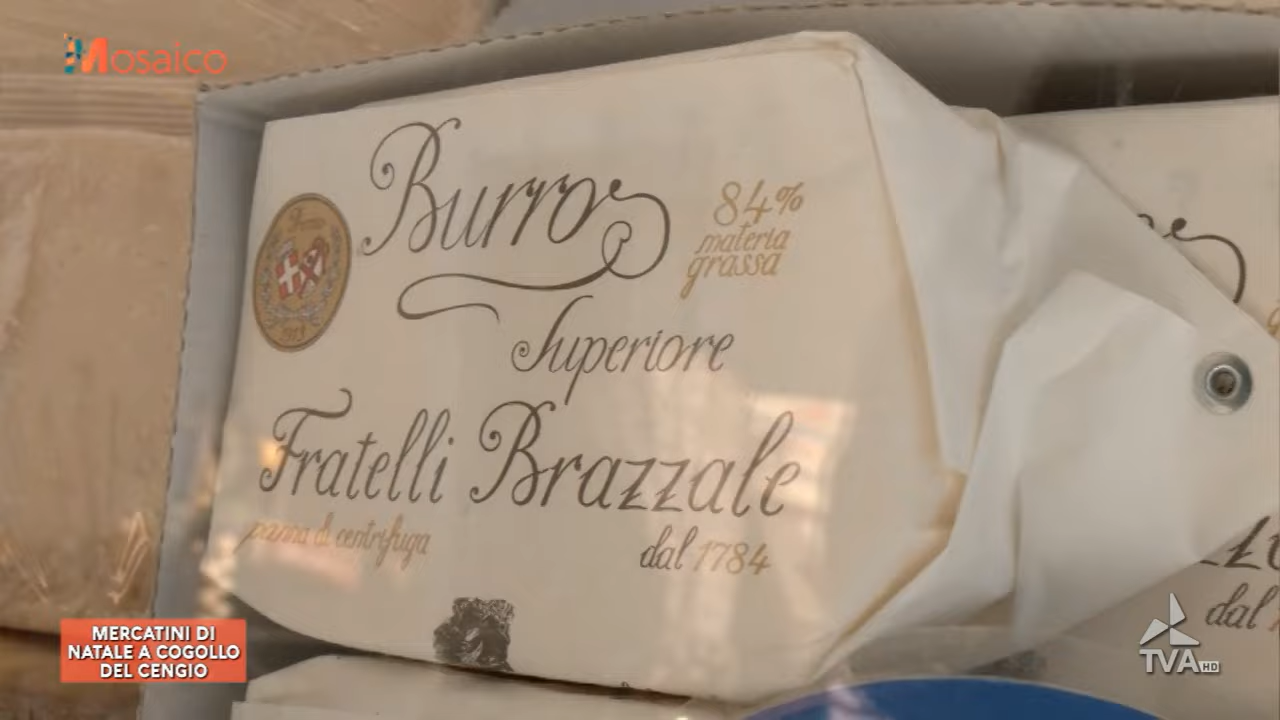 Mosaico
Burro
84%
materia
grassa
Superiore
Fratelli Brazzale
panna di centrifuga
dal 1784
dal
MERCATINI DI
NATALE A COGOLLO
DEL CENGIO
TVA HD